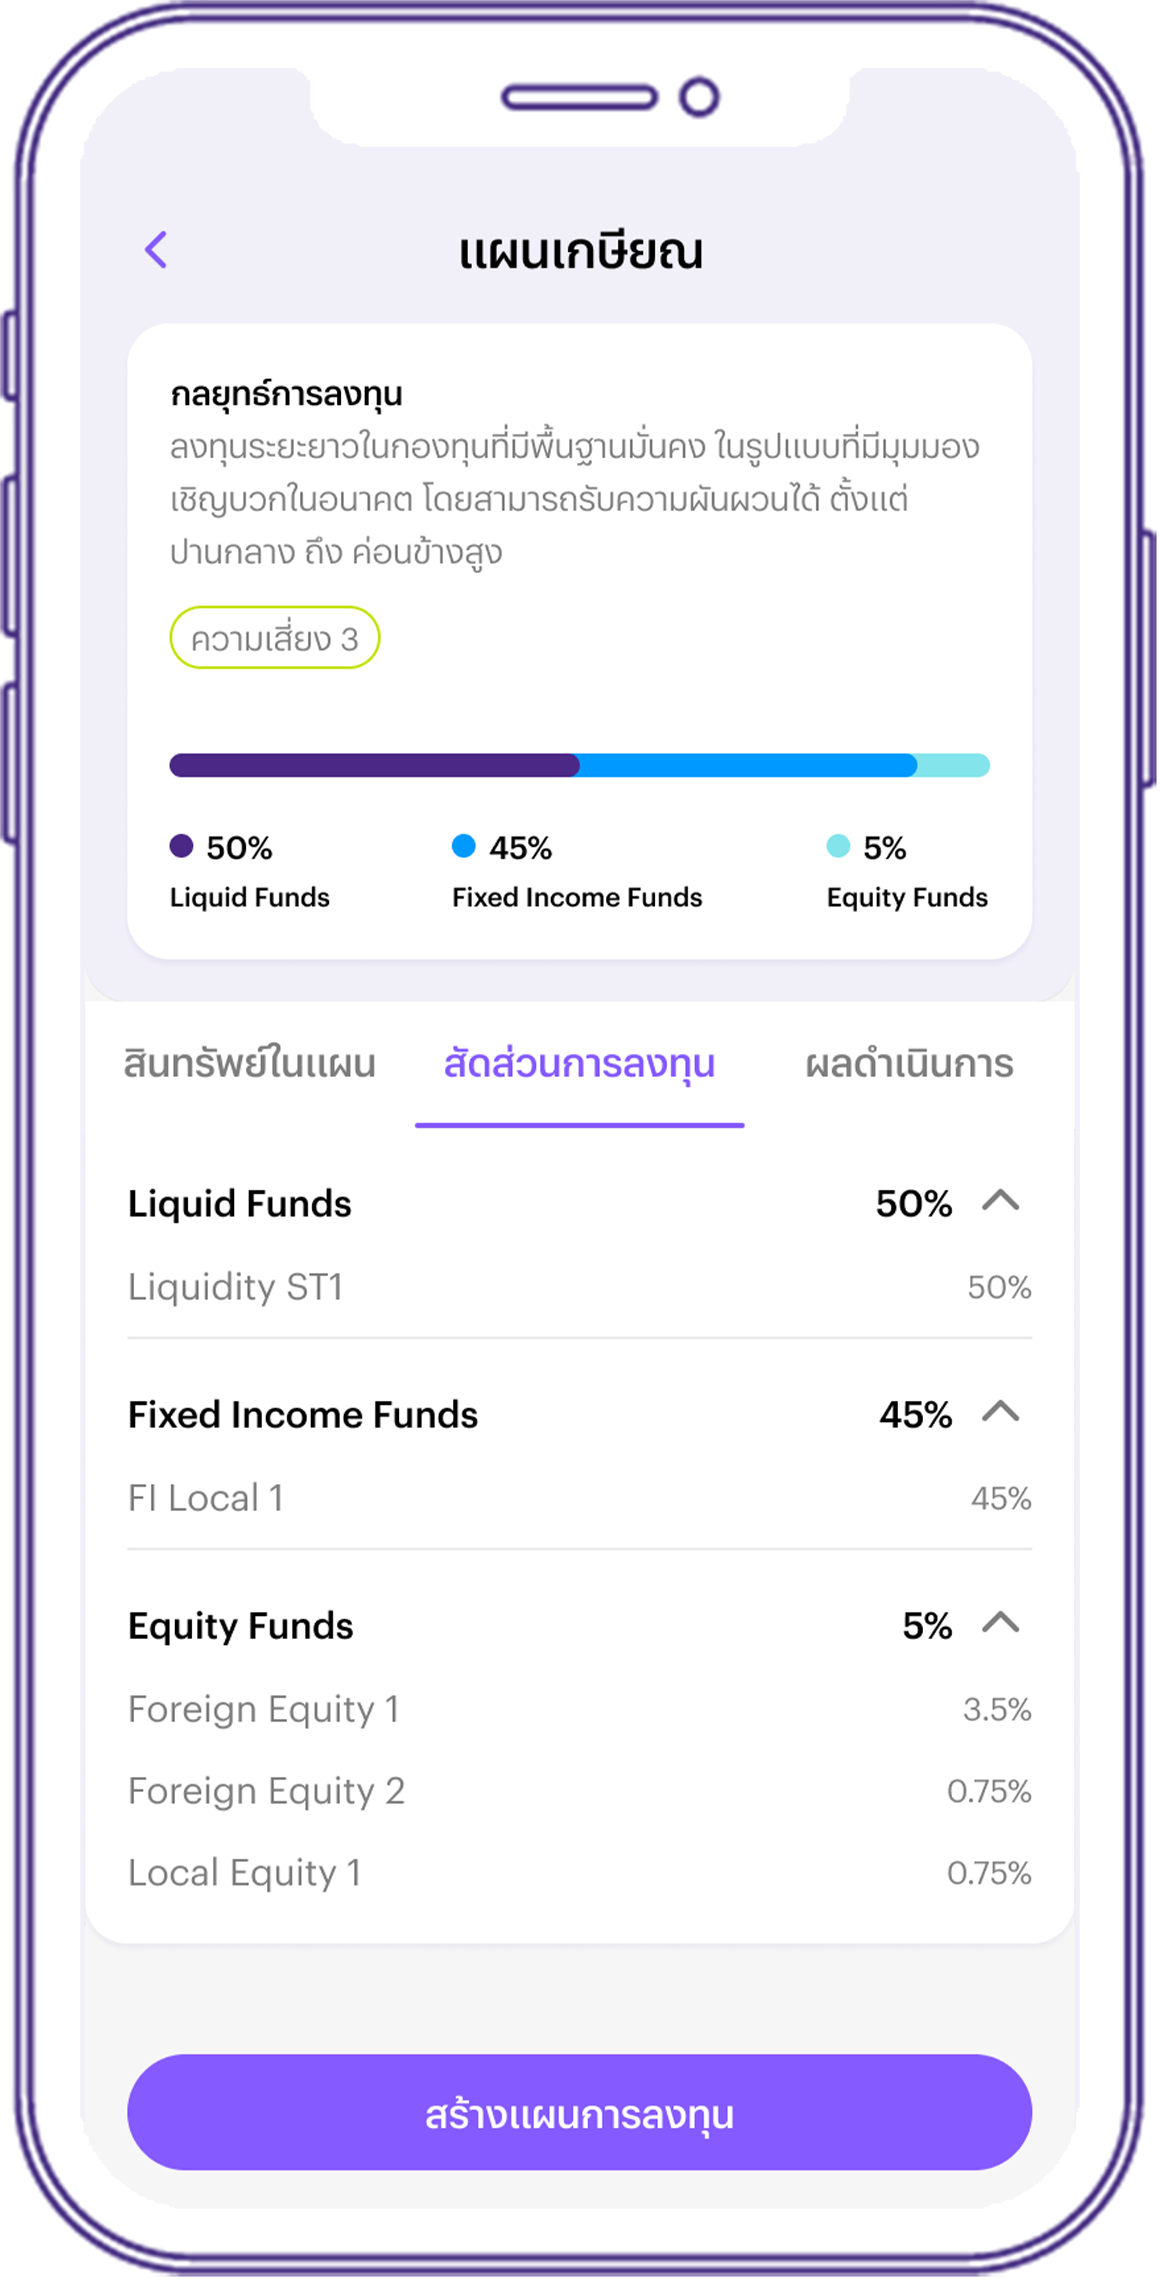 แผนเกษียณ
กลยุทธ์การลงทุน
ลงทุนระยะยาวในกองทุนที่มีพื้นฐานมั่นคง ในรูปแบบที่มีมุมมอง
เชิญบวกในอนาคต โดยสามารถรับความผันผวนได้ ตั้งแต่
ปานกลาง ถึง ค่อนข้างสูง
ความเสี่ยง 3
50% 45% 5%
Liquid Funds Fixed Income Funds Equity Funds
สินทรัพย์ในแผน สัดส่วนการลงทุน ผลดำเนินการ
Liquid Funds 50%
Liquidity ST1 50%
Fixed Income Funds 45%
FI Local 1 45%
Equity Funds 5%
Foreign Equity 1 3.5%
Foreign Equity 2 0.75%
Local Equity 1 0.75%
สร้างแผนการลงทุน